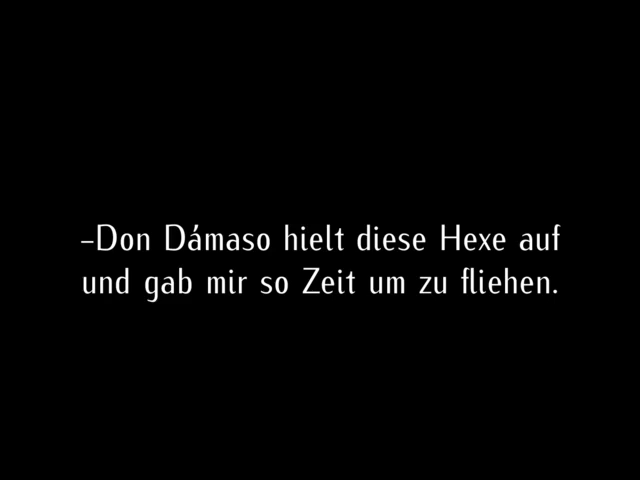 –Don Dámaso hielt diese Hexe auf
und gab mir so Zeit um zu fliehen.